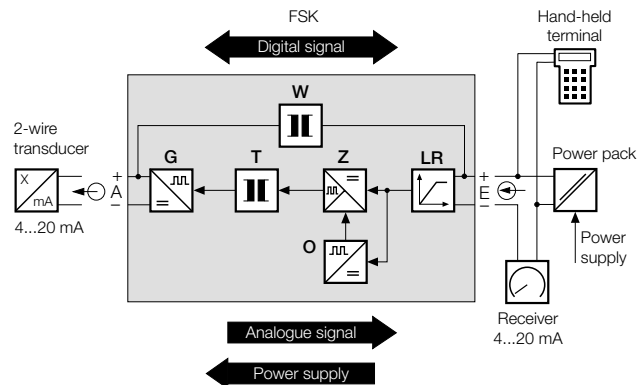 FSK
Digital signal
Hand-held
terminal
W
2-wire
transducer
G
T
Z
LR
Power pack
X
mA
+
A
–
+
E
–
4...20 mA
O
Power
supply
Analogue signal
Receiver
4...20 mA
Power supply